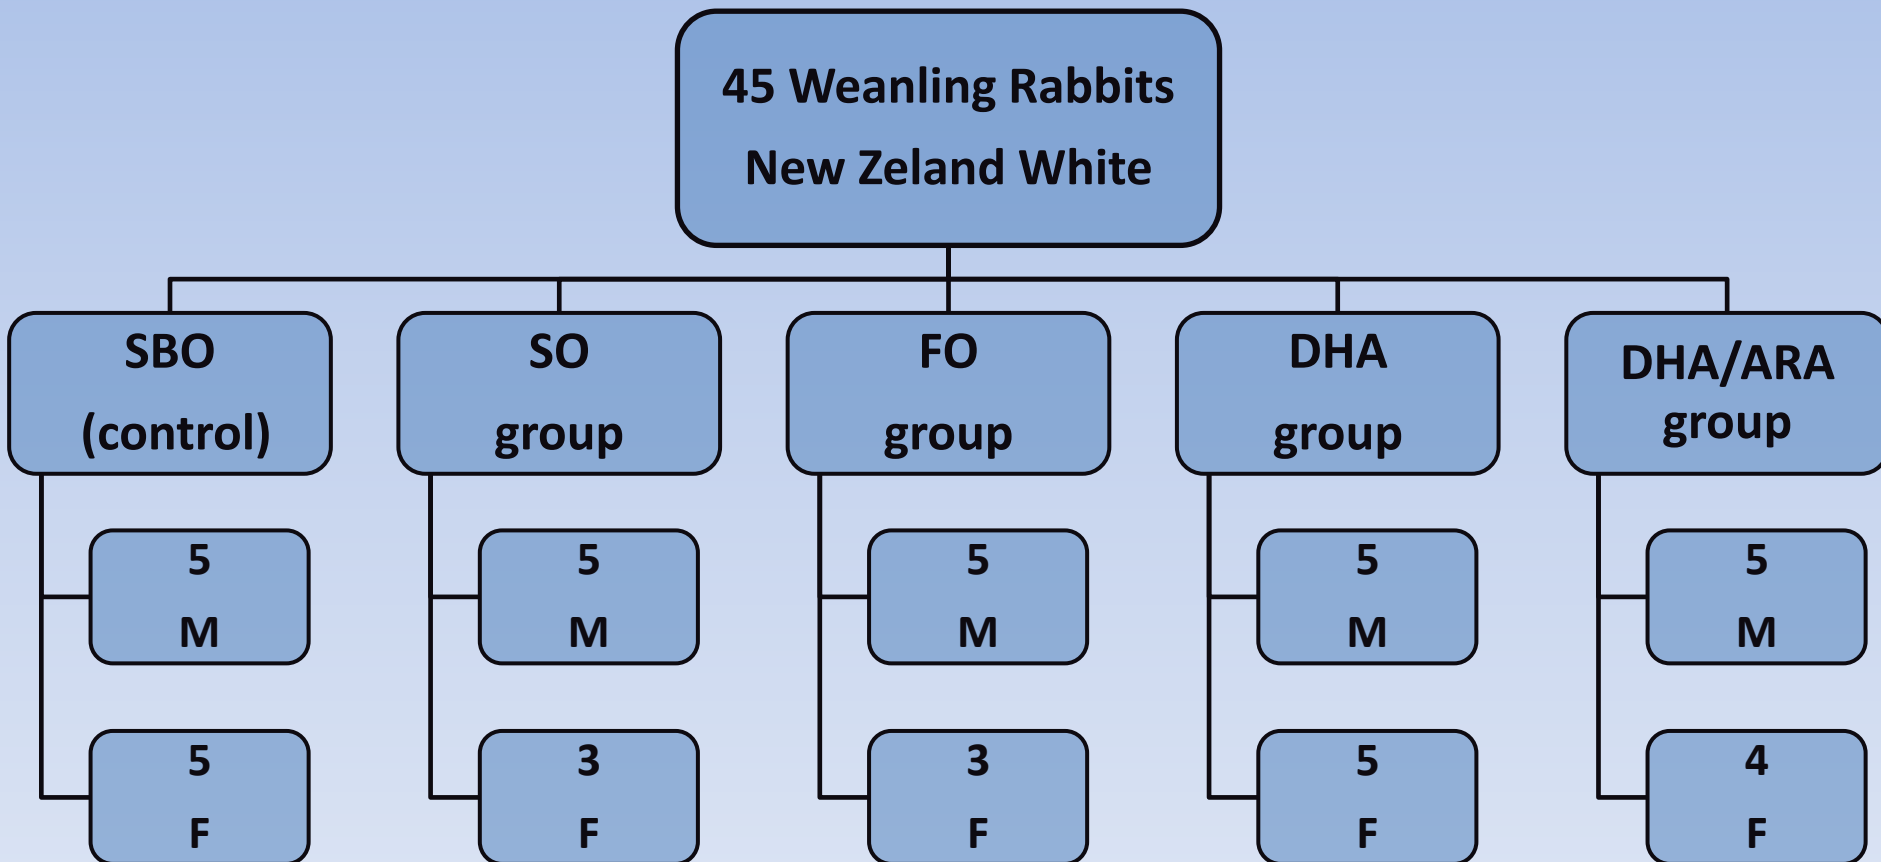 45 Weanling Rabbits
New Zeland White
SBO
(control)
SO
group
FO
group
DHA
group
DHA/ARA
group
5
M
5
M
5
M
5
M
5
M
5
F
3
F
3
F
5
F
4
F